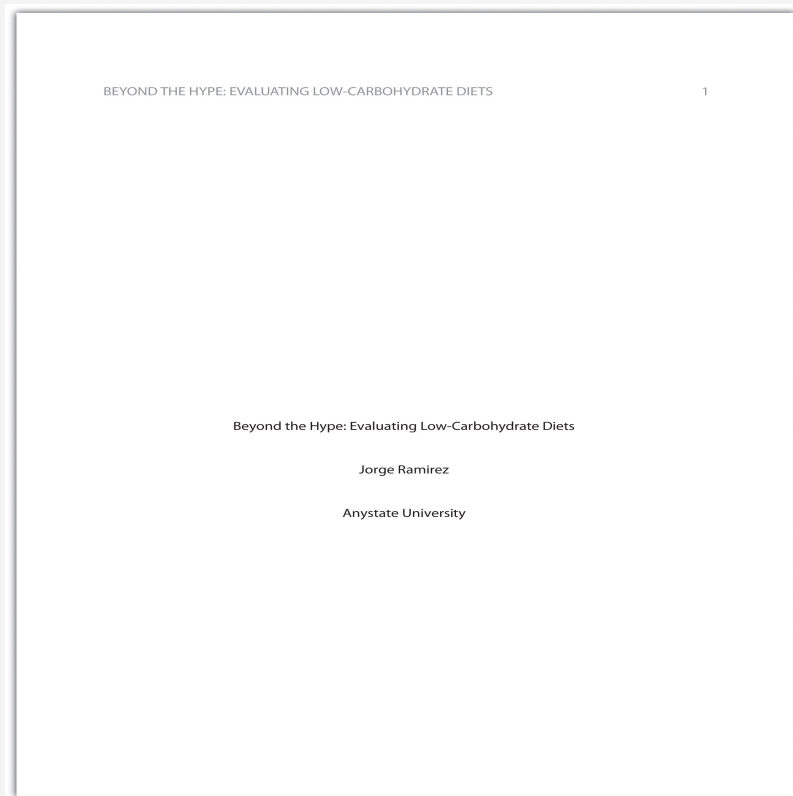 BEYOND THE HYPE: EVALUATING LOW-CARBOHYDRATE DIETS 1
Beyond the Hype: Evaluating Low-Carbohydrate Diets
Jorge Ramirez
Anystate University